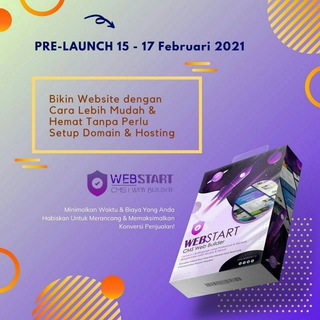 PRE-LAUNCH 15 - 17 Februari 2021
Bikin Website dengan
Cara Lebih Mudah &
Hemat Tanpa Perlu
Setup Domain & Hosting
WEBSTART
CMS & WEB BUILDER
Minimalkan Waktu & Biaya Yang Anda
Habiskan Untuk Merancang & Memaksimalkan
Konversi Penjualan!
WEBSTART
CMS Web Builder